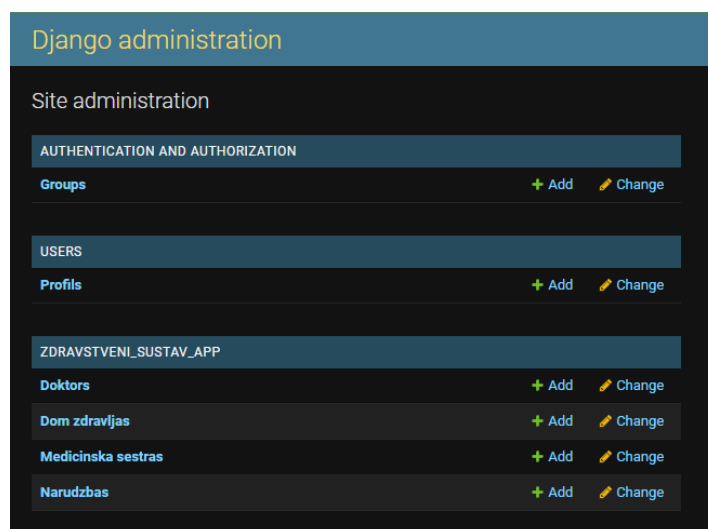 Django administration
Site administration
AUTHENTICATION AND AUTHORIZATION
Groups Add Change
USERS
Profils Add Change
ZDRAVSTVENI_SUSTAV_APP
Doktors Add Change
Dom zdravljas Add Change
Medicinska sestras Add Change
Narudzbas Add Change